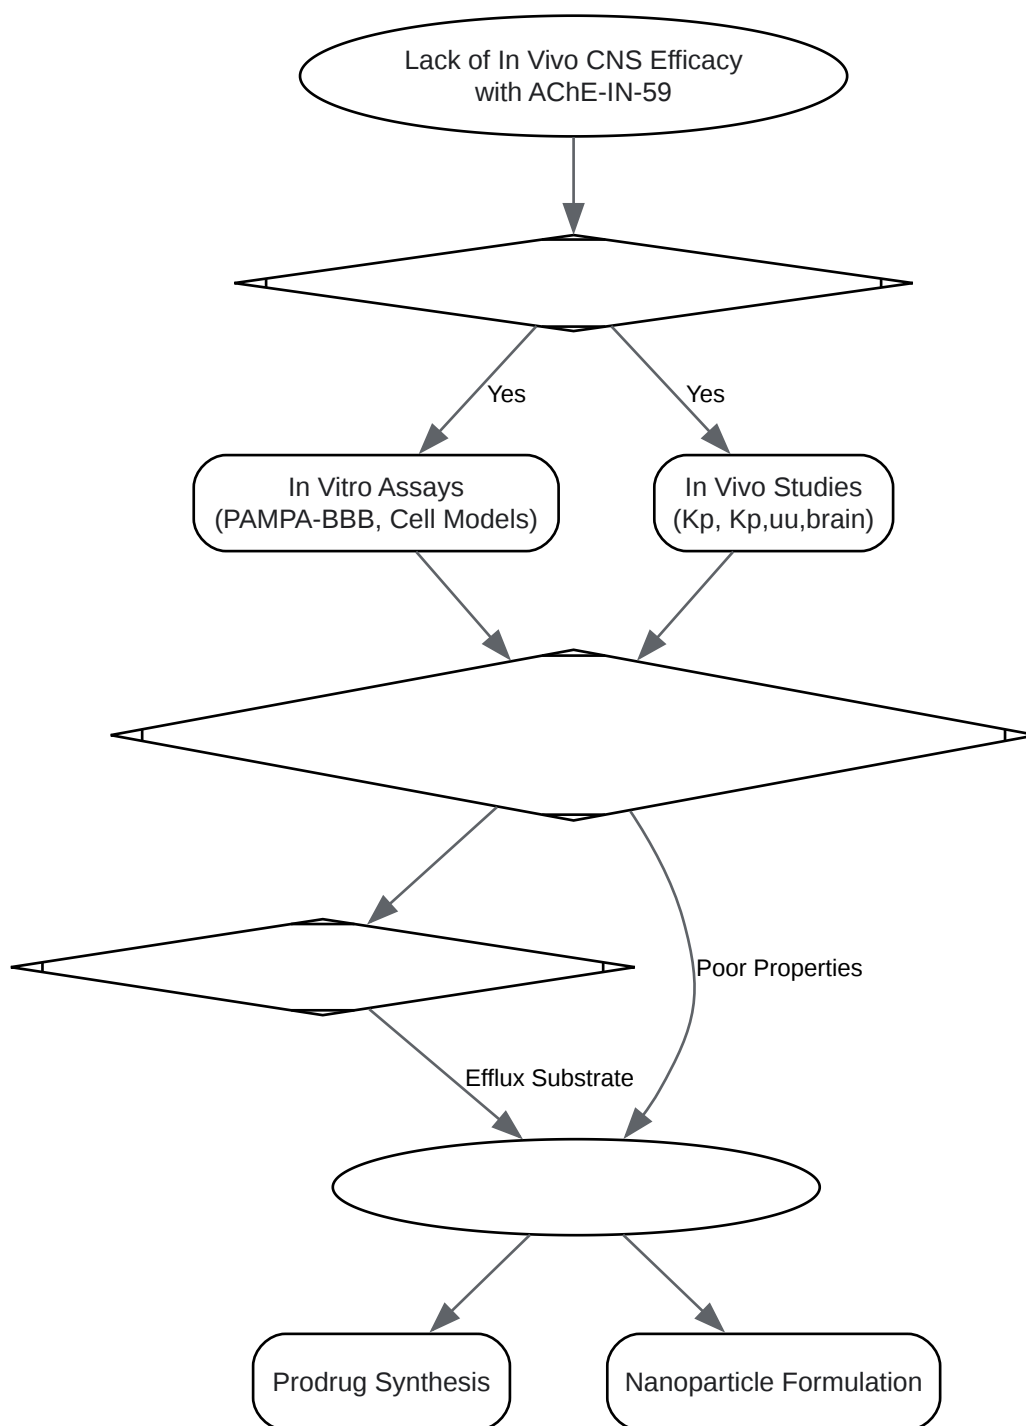 Lack of In Vivo CNS Efficacy
with AChE-IN-59
Yes
Yes
In Vitro Assays
(PAMPA-BBB, Cell Models)
In Vivo Studies
(Kp, Kp,uu,brain)
Poor Properties
Efflux Substrate
Prodrug Synthesis
Nanoparticle Formulation